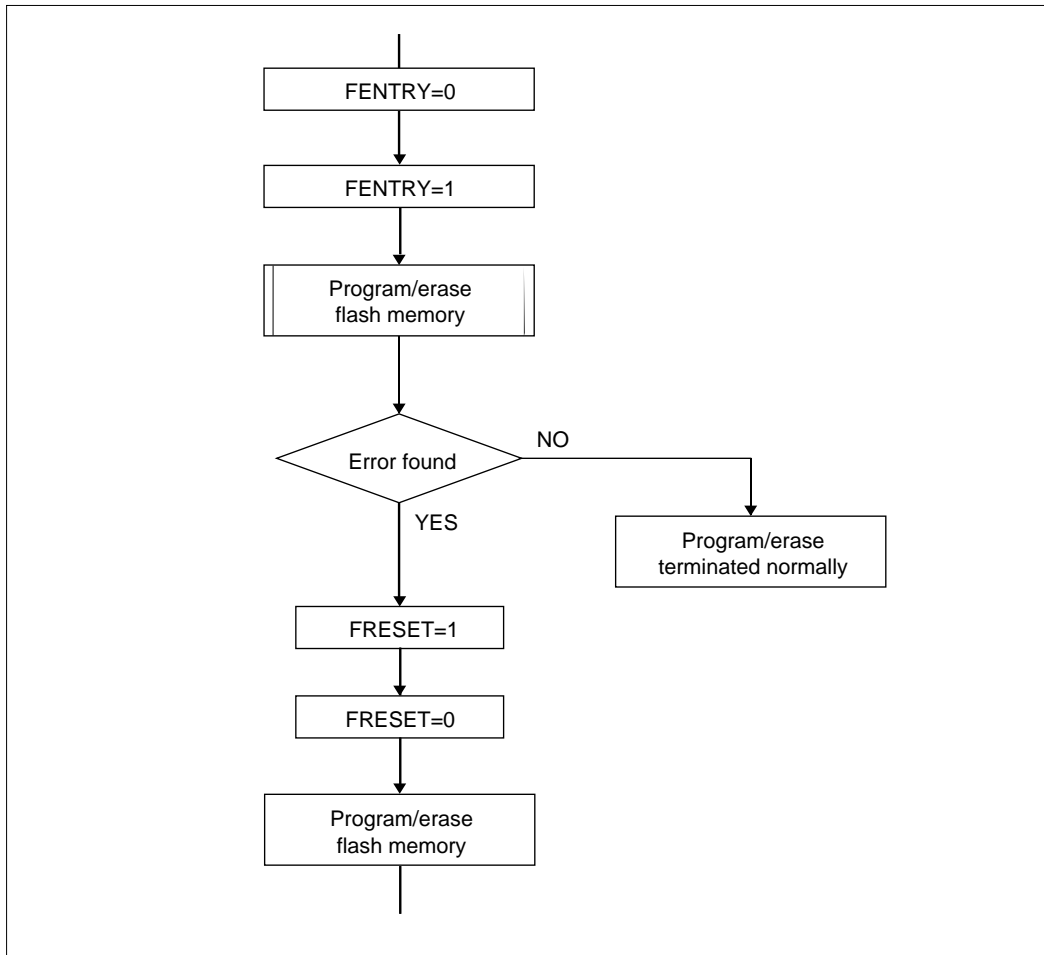 FENTRY=0
FENTRY=1
Program/erase
flash memory
Error found
NO
YES
Program/erase
terminated normally
FRESET=1
FRESET=0
Program/erase
flash memory